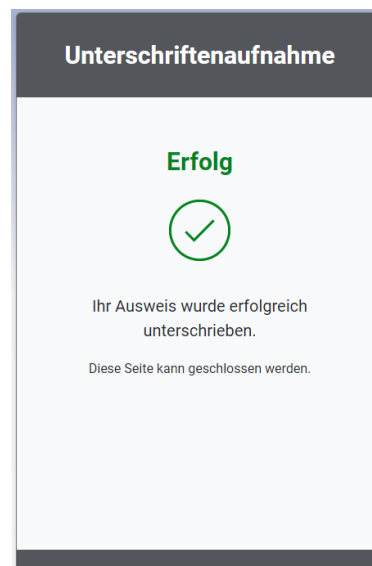 Unterschriftenaufnahme
Erfolg
Ihr Ausweis wurde erfolgreich
unterschrieben.
Diese Seite kann geschlossen werden.